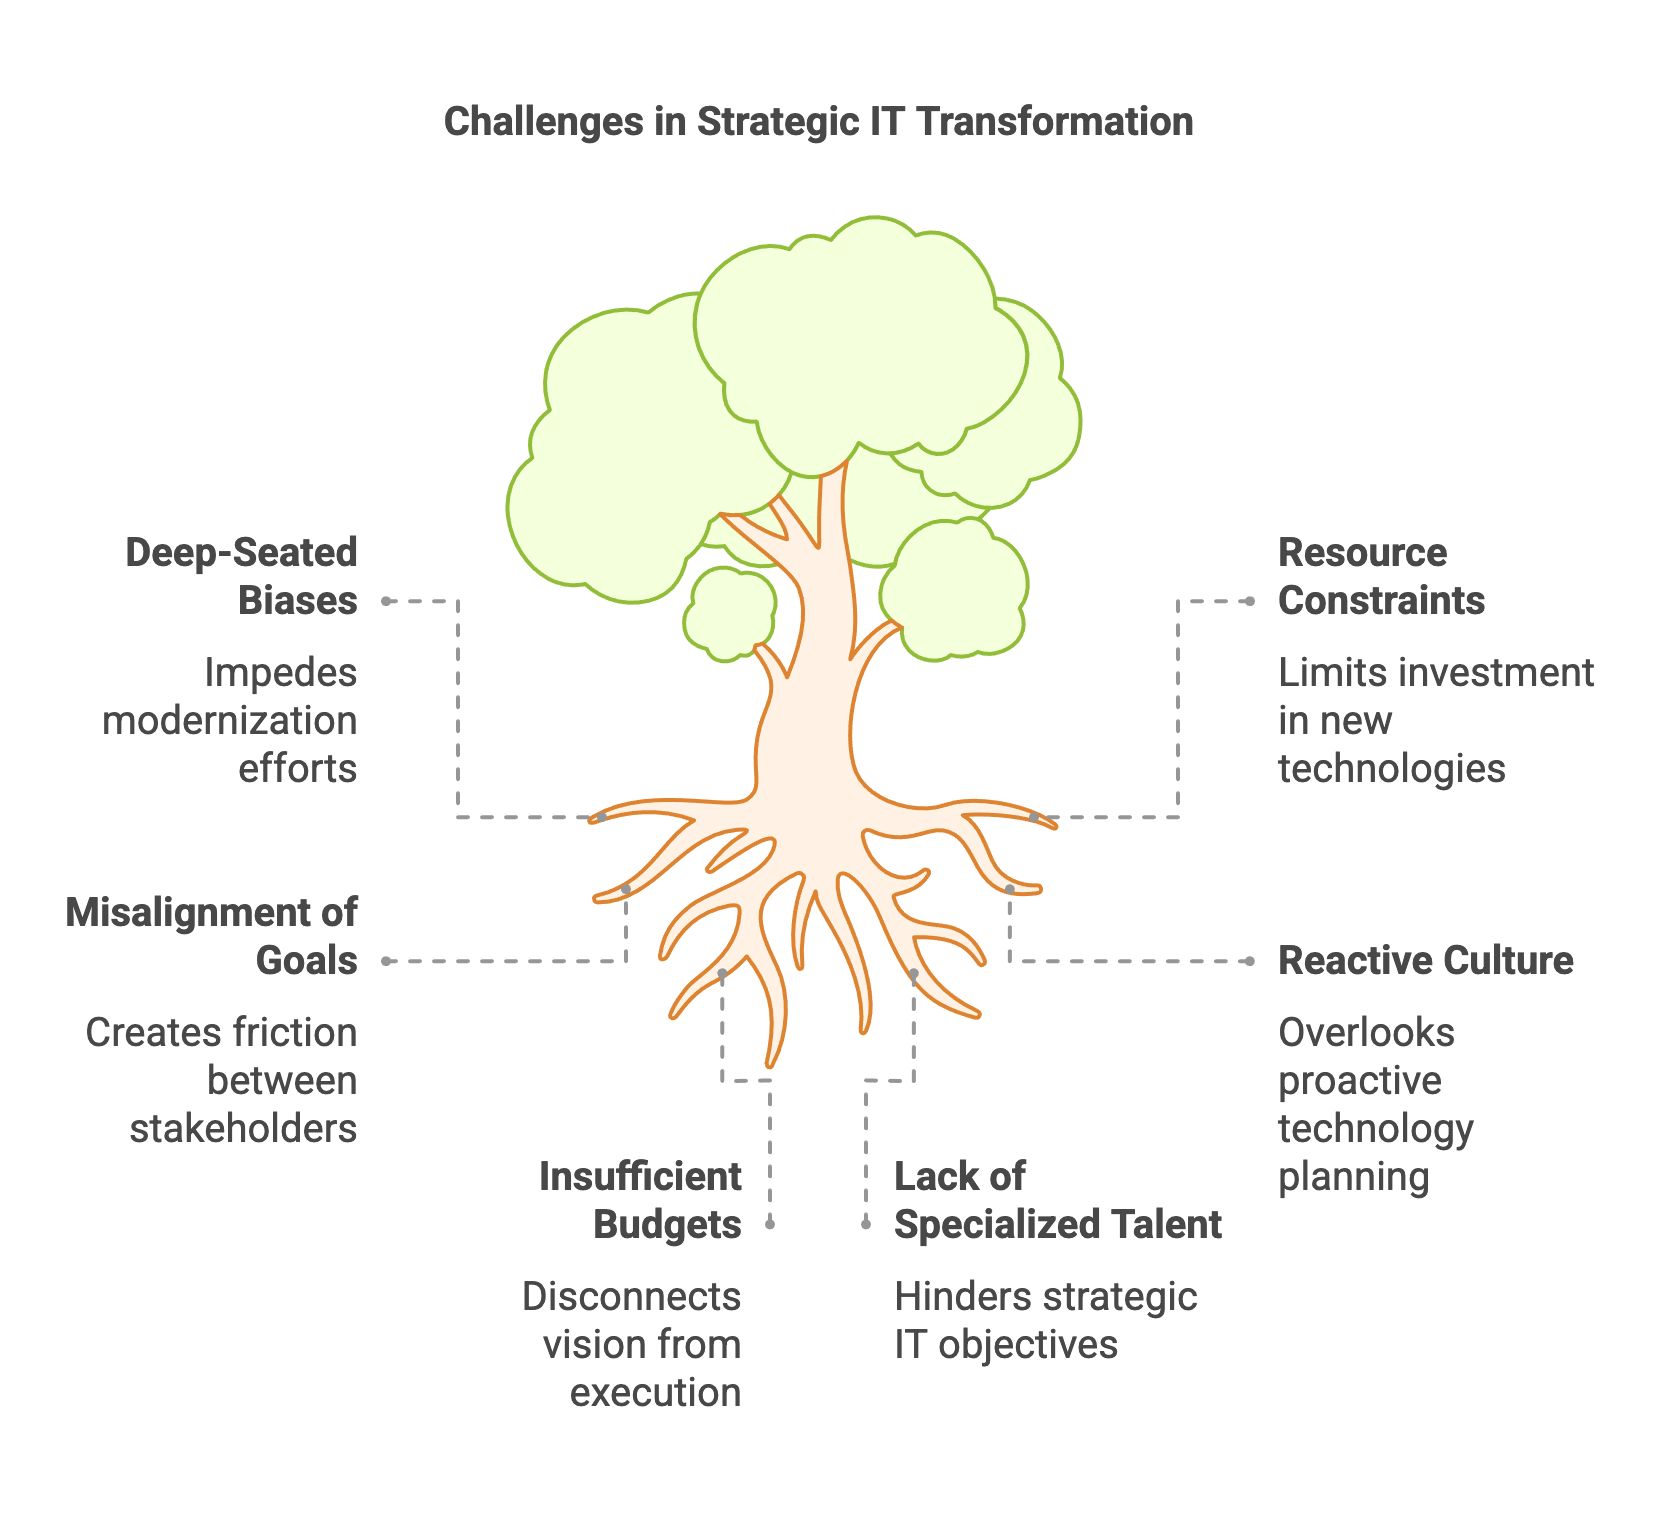 Challenges in Strategic IT Transformation
Deep-Seated
Biases
Impedes
modernization
efforts
Resource
Constraints
Limits investment
in new
technologies
Misalignment of
Goals
Creates friction
between
stakeholders
Reactive Culture
Overlooks
proactive
technology
planning
Insufficient
Budgets
Disconnects
vision from
execution
Lack of
Specialized Talent
Hinders strategic
IT objectives